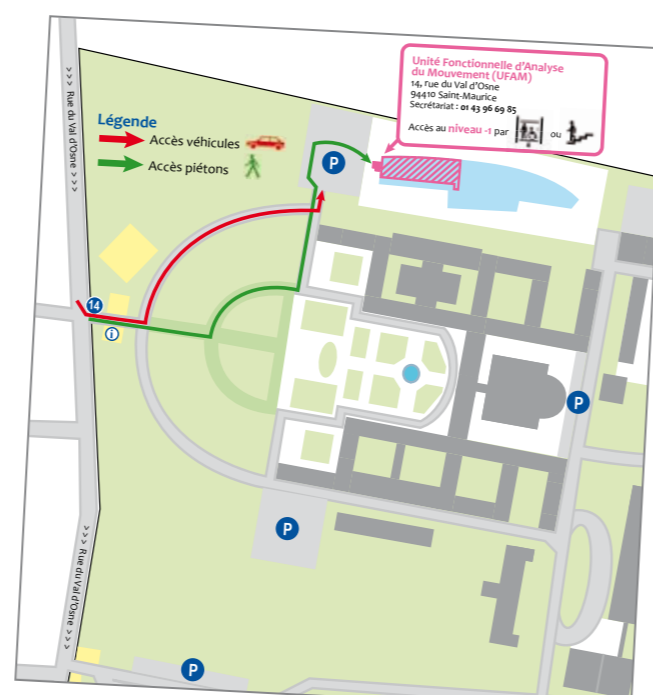 >>> Rue du Val d'Osne >>>
Unité Fonctionnelle d'Analyse
du Mouvement (UFAM)
14, rue du Val d'Osne
94410 Saint-Maurice
Secrétariat : 01 43 96 69 85
Accès au niveau -1 par ou
Légende
Accès véhicules
Accès piétons
P
14
i
P
P
>>> Rue du Val d'Osne >>>
P